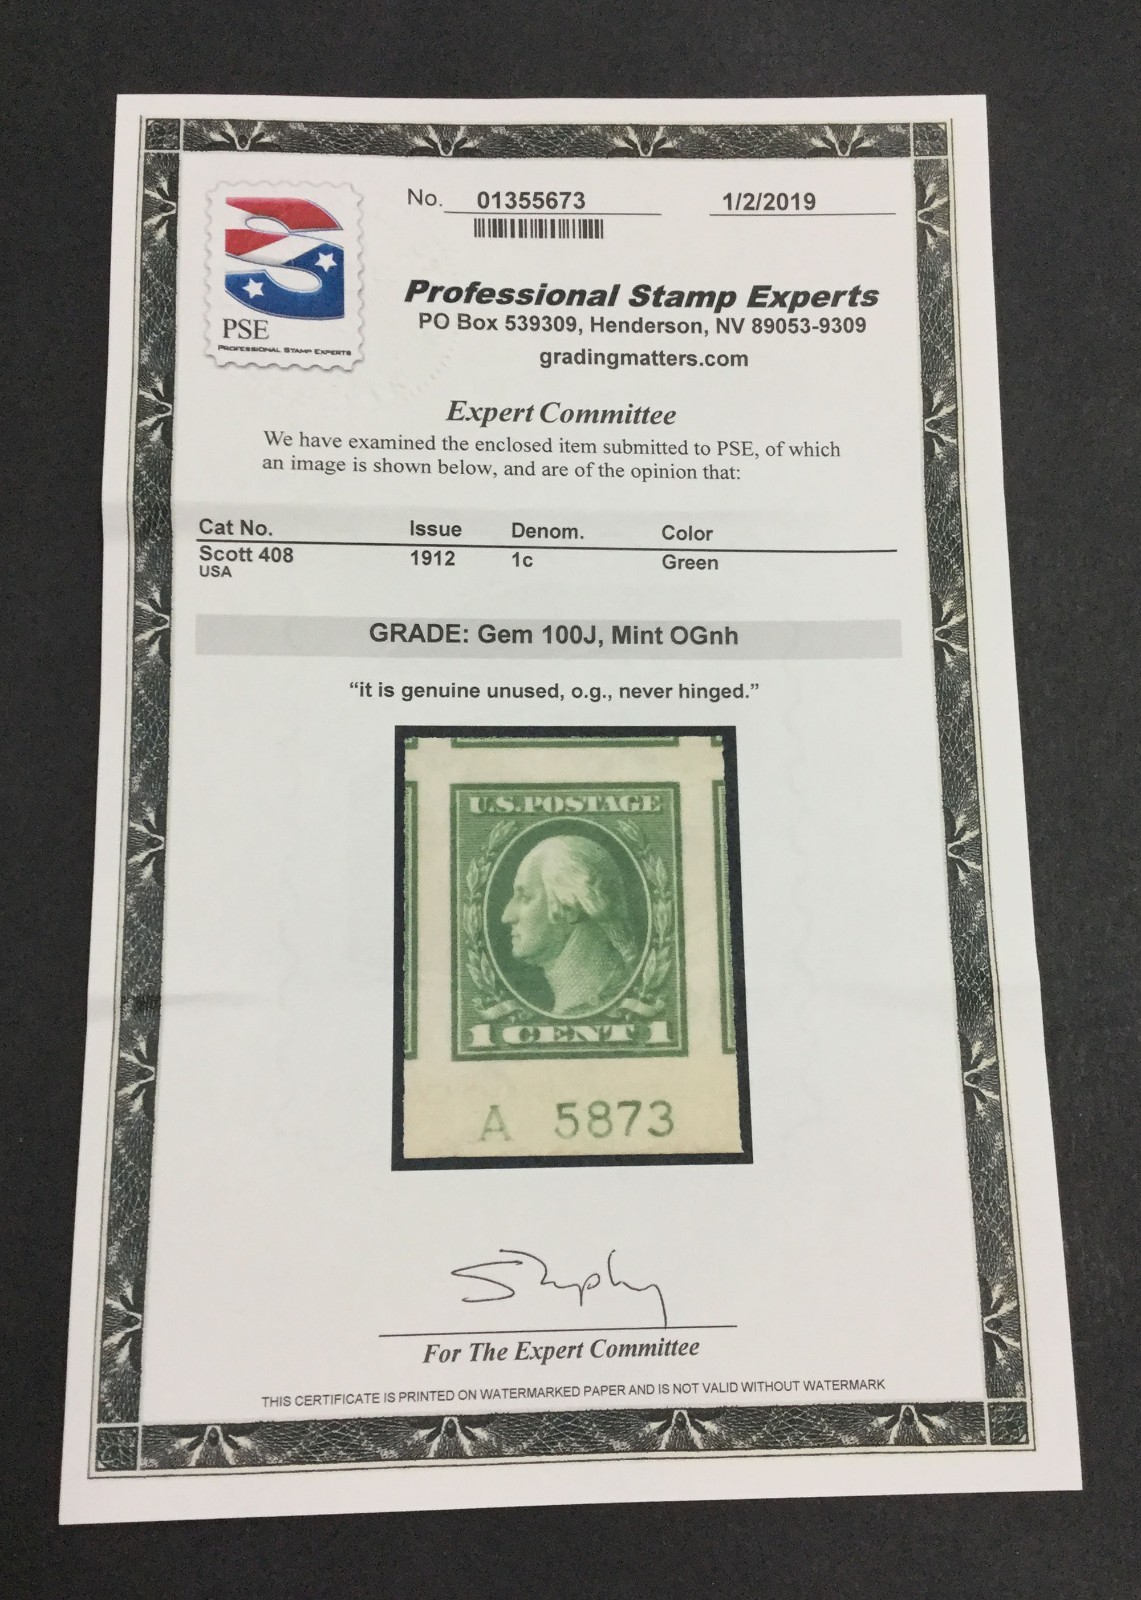 No. 01355673 1/2/2019
PSE
PROFESSIONAL STAMP EXPERTS
Professional Stamp Experts
PO Box 539309, Henderson, NV 89053-9309
gradingmatters.com
Expert Committee
We have examined the enclosed item submitted to PSE, of which
an image is shown below, and are of the opinion that:
Cat No. Issue Denom. Color
Scott 408 1912 1c Green
USA
GRADE: Gem 100J, Mint OGnh
“it is genuine unused, o.g., never hinged.”
U.S. POSTAGE
1 CENT 1
A 5873
For The Expert Committee
THIS CERTIFICATE IS PRINTED ON WATERMARKED PAPER AND IS NOT VALID WITHOUT WATERMARK